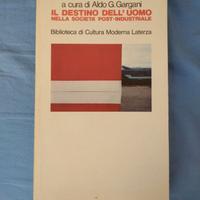 a cura di Aldo G.Gargani
IL DESTINO DELL'UOMO
NELLA SOCIETÀ POST-INDUSTRIALE
Biblioteca di Cultura Moderna Laterza